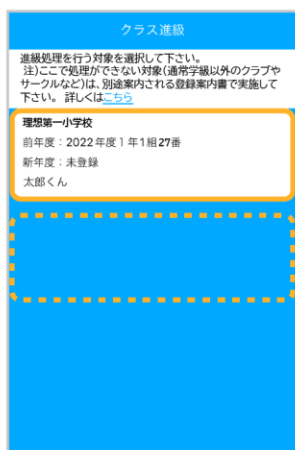 クラス進級
進級処理を行う対象を選択して下さい。
注)ここで処理ができない対象(通常学級以外のクラブや
サークルなど)は、別途案内される登録案内書で実施して
下さい。 詳しくはこちら
理想第一小学校
前年度：2022年度1年1組27番
新年度：未登録
太郎くん